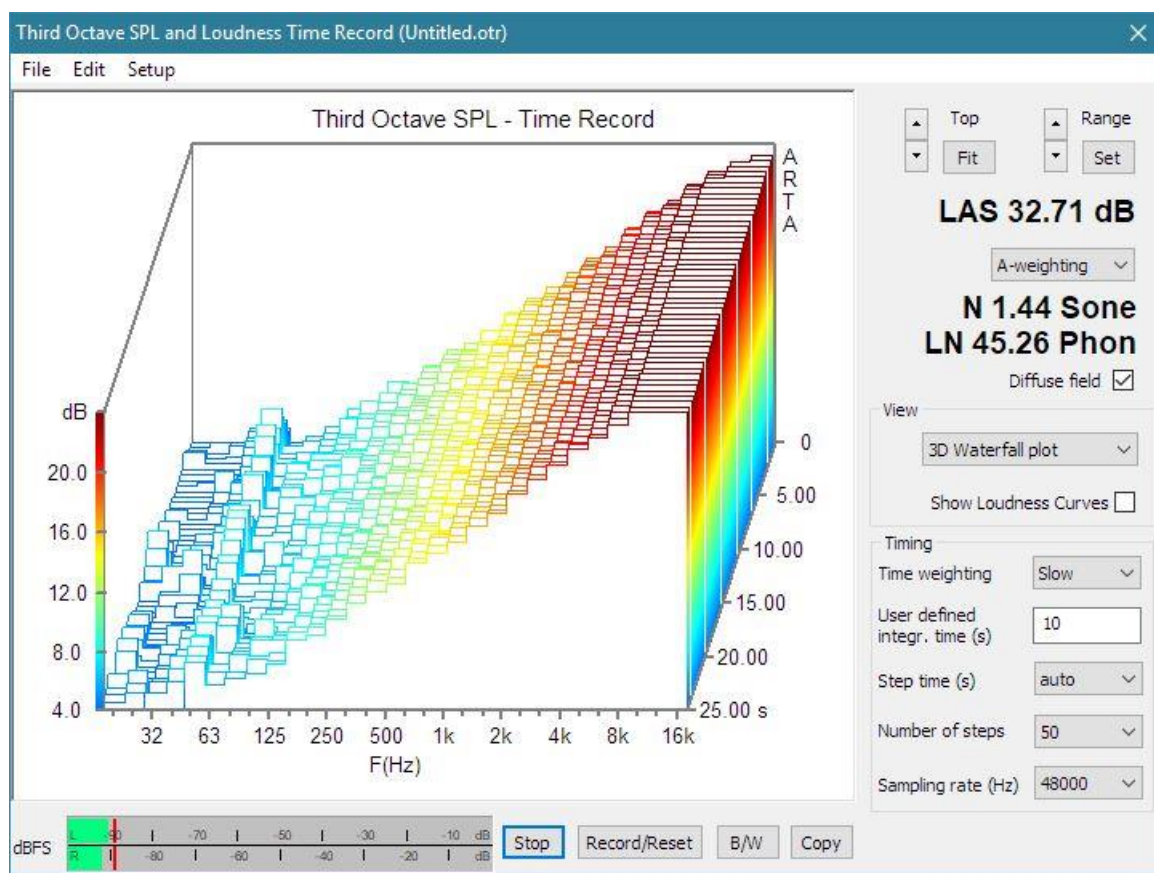 Third Octave SPL and Loudness Time Record (Untitled.otr)
File Edit Setup
Third Octave SPL - Time Record
A
R
T
A
dB
20.0
16.0
12.0
8.0
4.0
32 63 125 250 500 1k 2k 4k 8k 16k
F(Hz)
0
5.00
10.00
15.00
20.00
25.00 s
Top Range
Fit Set
LAS 32.71 dB
A-weighting
N 1.44 Sone
LN 45.26 Phon
Diffuse field
View
3D Waterfall plot
Show Loudness Curves
Timing
Time weighting Slow
User defined
integr. time (s) 10
Step time (s) auto
Number of steps 50
Sampling rate (Hz) 48000
dBFS
L -90 -70 -50 -30 -10 dB
R -80 -60 -40 -20 dB
Stop Record/Reset B/W Copy